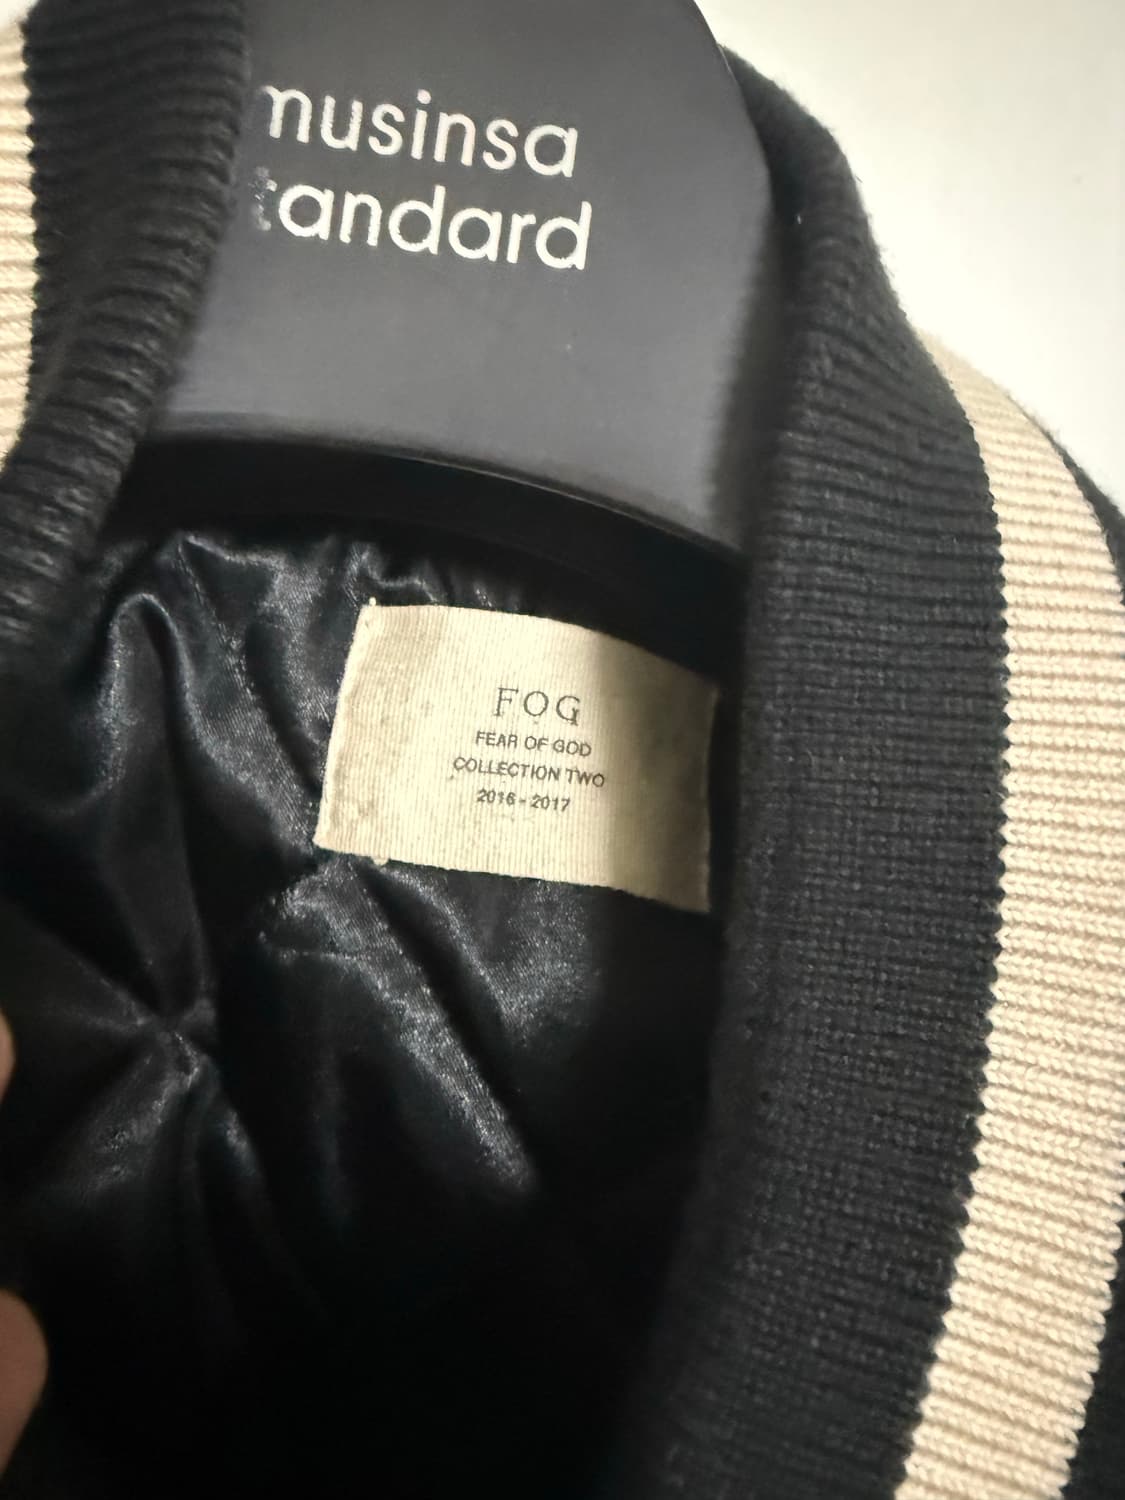 musinsa
tandard
FOG
FEAR OF GOD
COLLECTION TWO
2016 - 2017